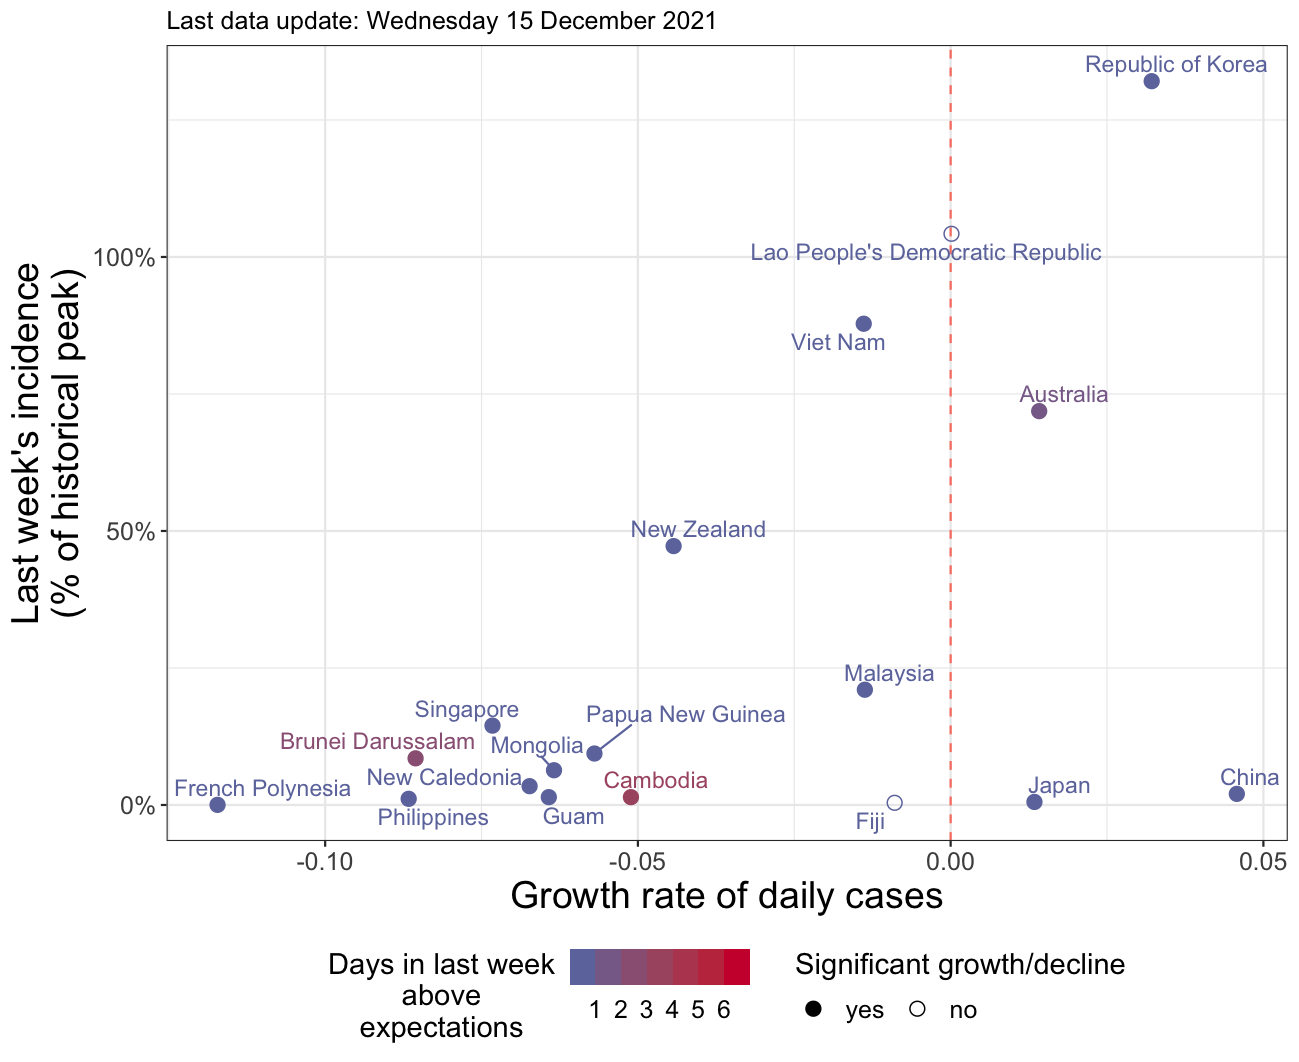 Last data update: Wednesday 15 December 2021
Republic of Korea
Lao People's Democratic Republic
100%
Viet Nam
Australia
Last week's incidence
(% of historical peak)
New Zealand
50%
Malaysia
Singapore
Papua New Guinea
Brunei Darussalam
Mongolia
New Caledonia
Cambodia
French Polynesia
Japan
China
0%
Philippines
Guam
Fiji
-0.10
-0.05
0.00
0.05
Growth rate of daily cases
Days in last week
above
expectations
1 2 3 4 5 6
Significant growth/decline
yes
no